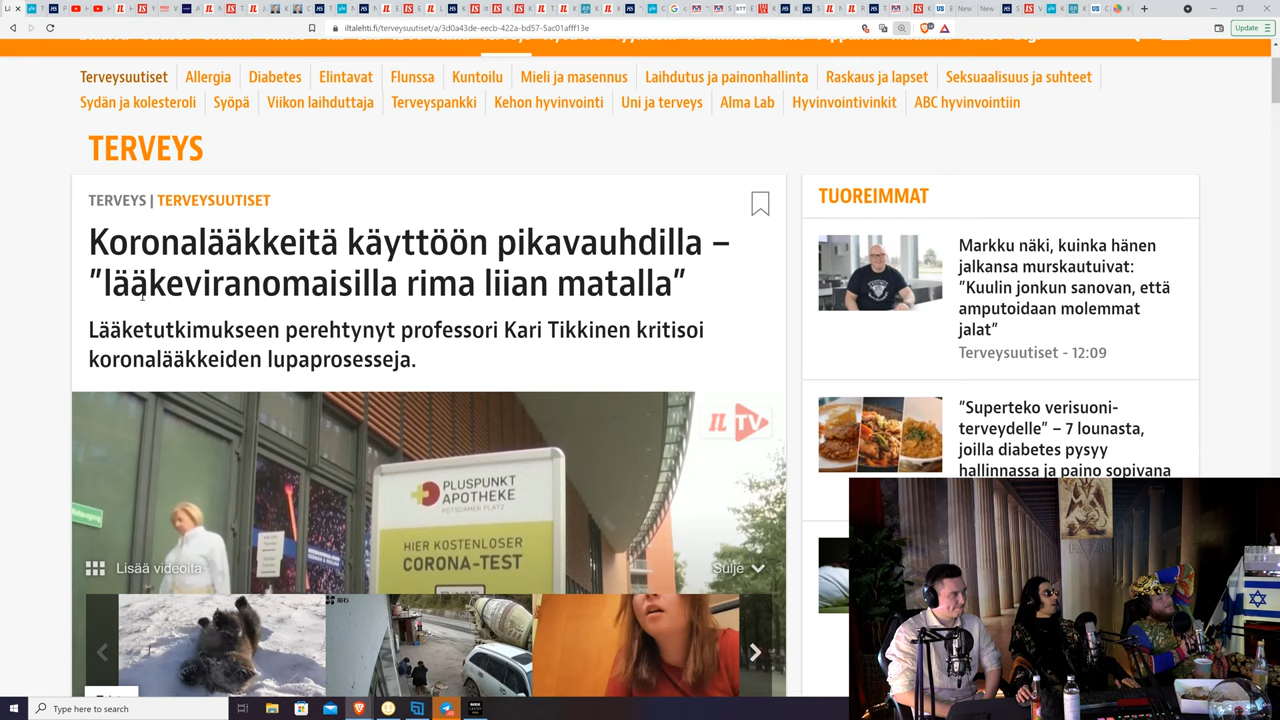 iltalehti.fi/terveysuutiset/a/3d0a43de-eecb-422a-bd57-5ac01afff13e
Update
Terveysuutiset
Allergia
Diabetes
Elintavat
Flunssa
Kuntoilu
Mieli ja masennus
Laihdutus ja painonhallinta
Raskaus ja lapset
Seksuaalisuus ja suhteet
Sydän ja kolesteroli
Syöpä
Viikon laihduttaja
Terveyspankki
Kehon hyvinvointi
Uni ja terveys
Alma Lab
Hyvinvointivinkit
ABC hyvinvointiin
TERVEYS
TERVEYS | TERVEYSUUTISET
Koronalääkkeitä käyttöön pikavauhdilla –
”lääkeviranomaisilla rima liian matalla”
Lääketutkimukseen perehtynyt professori Kari Tikkinen kritisoi
koronalääkkeiden lupaprosesseja.
IL TV
PLUSPUNKT
APOTHEKE
POTSDAMER PLATZ
HIER KOSTENLOSER
CORONA-TEST
Lisää videoita
Sulje
TUOREIMMAT
Markku näki, kuinka hänen
jalkansa murskautuivat:
”Kuulin jonkun sanovan, että
amputoidaan molemmat
jalat”
Terveysuutiset - 12:09
”Superteko verisuoni-
terveydelle” – 7 lounasta,
joilla diabetes pysyy
hallinnassa ja paino sopivana
Type here to search